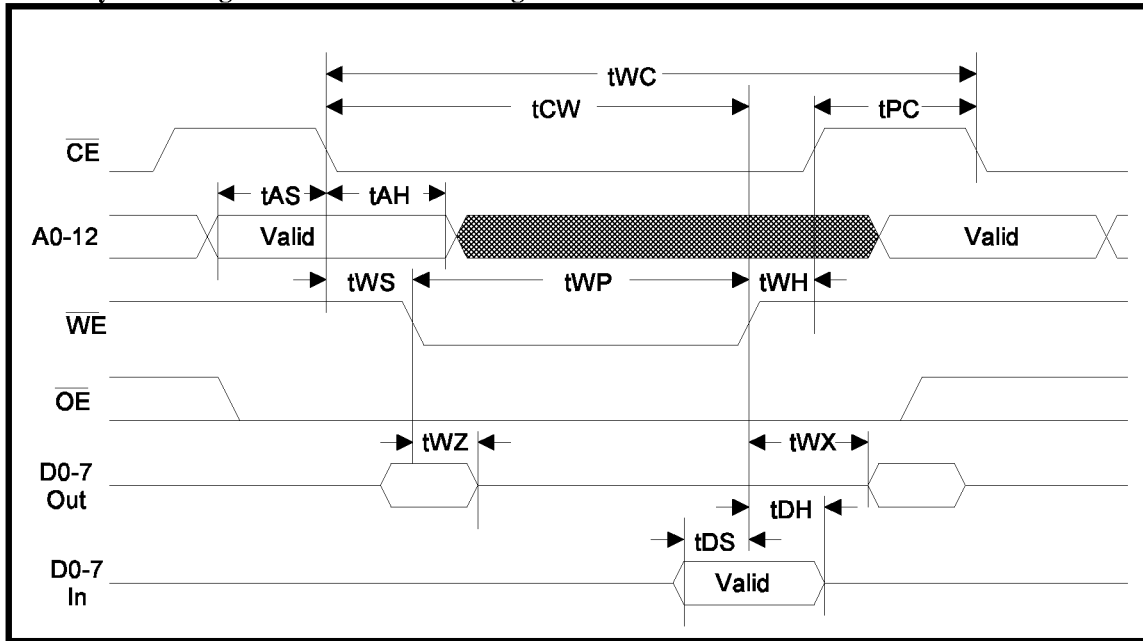 tWC
tCW
tPC
CE
tAS
tAH
A0-12
Valid
Valid
tWS
tWP
tWH
WE
OE
tWZ
tWX
D0-7
Out
tDH
tDS
D0-7
In
Valid